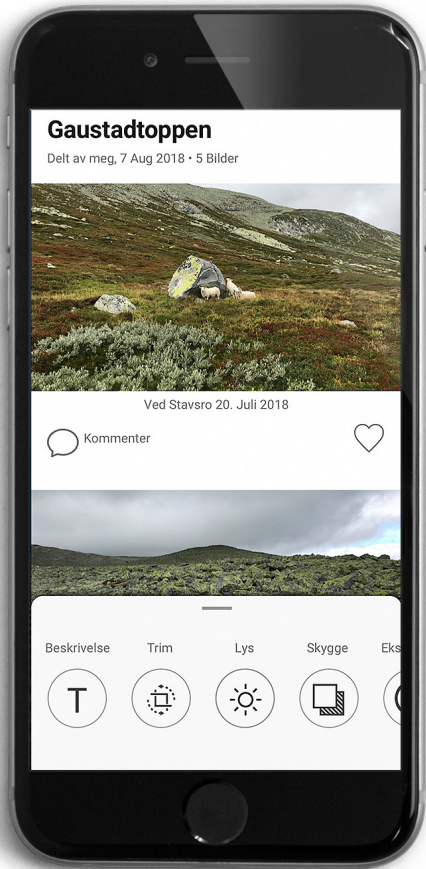 Gaustadtoppen
Delt av meg, 7 Aug 2018 • 5 Bilder
Ved Stavsro 20. Juli 2018
Kommenter
Beskrivelse Trim Lys Skygge Eks
T